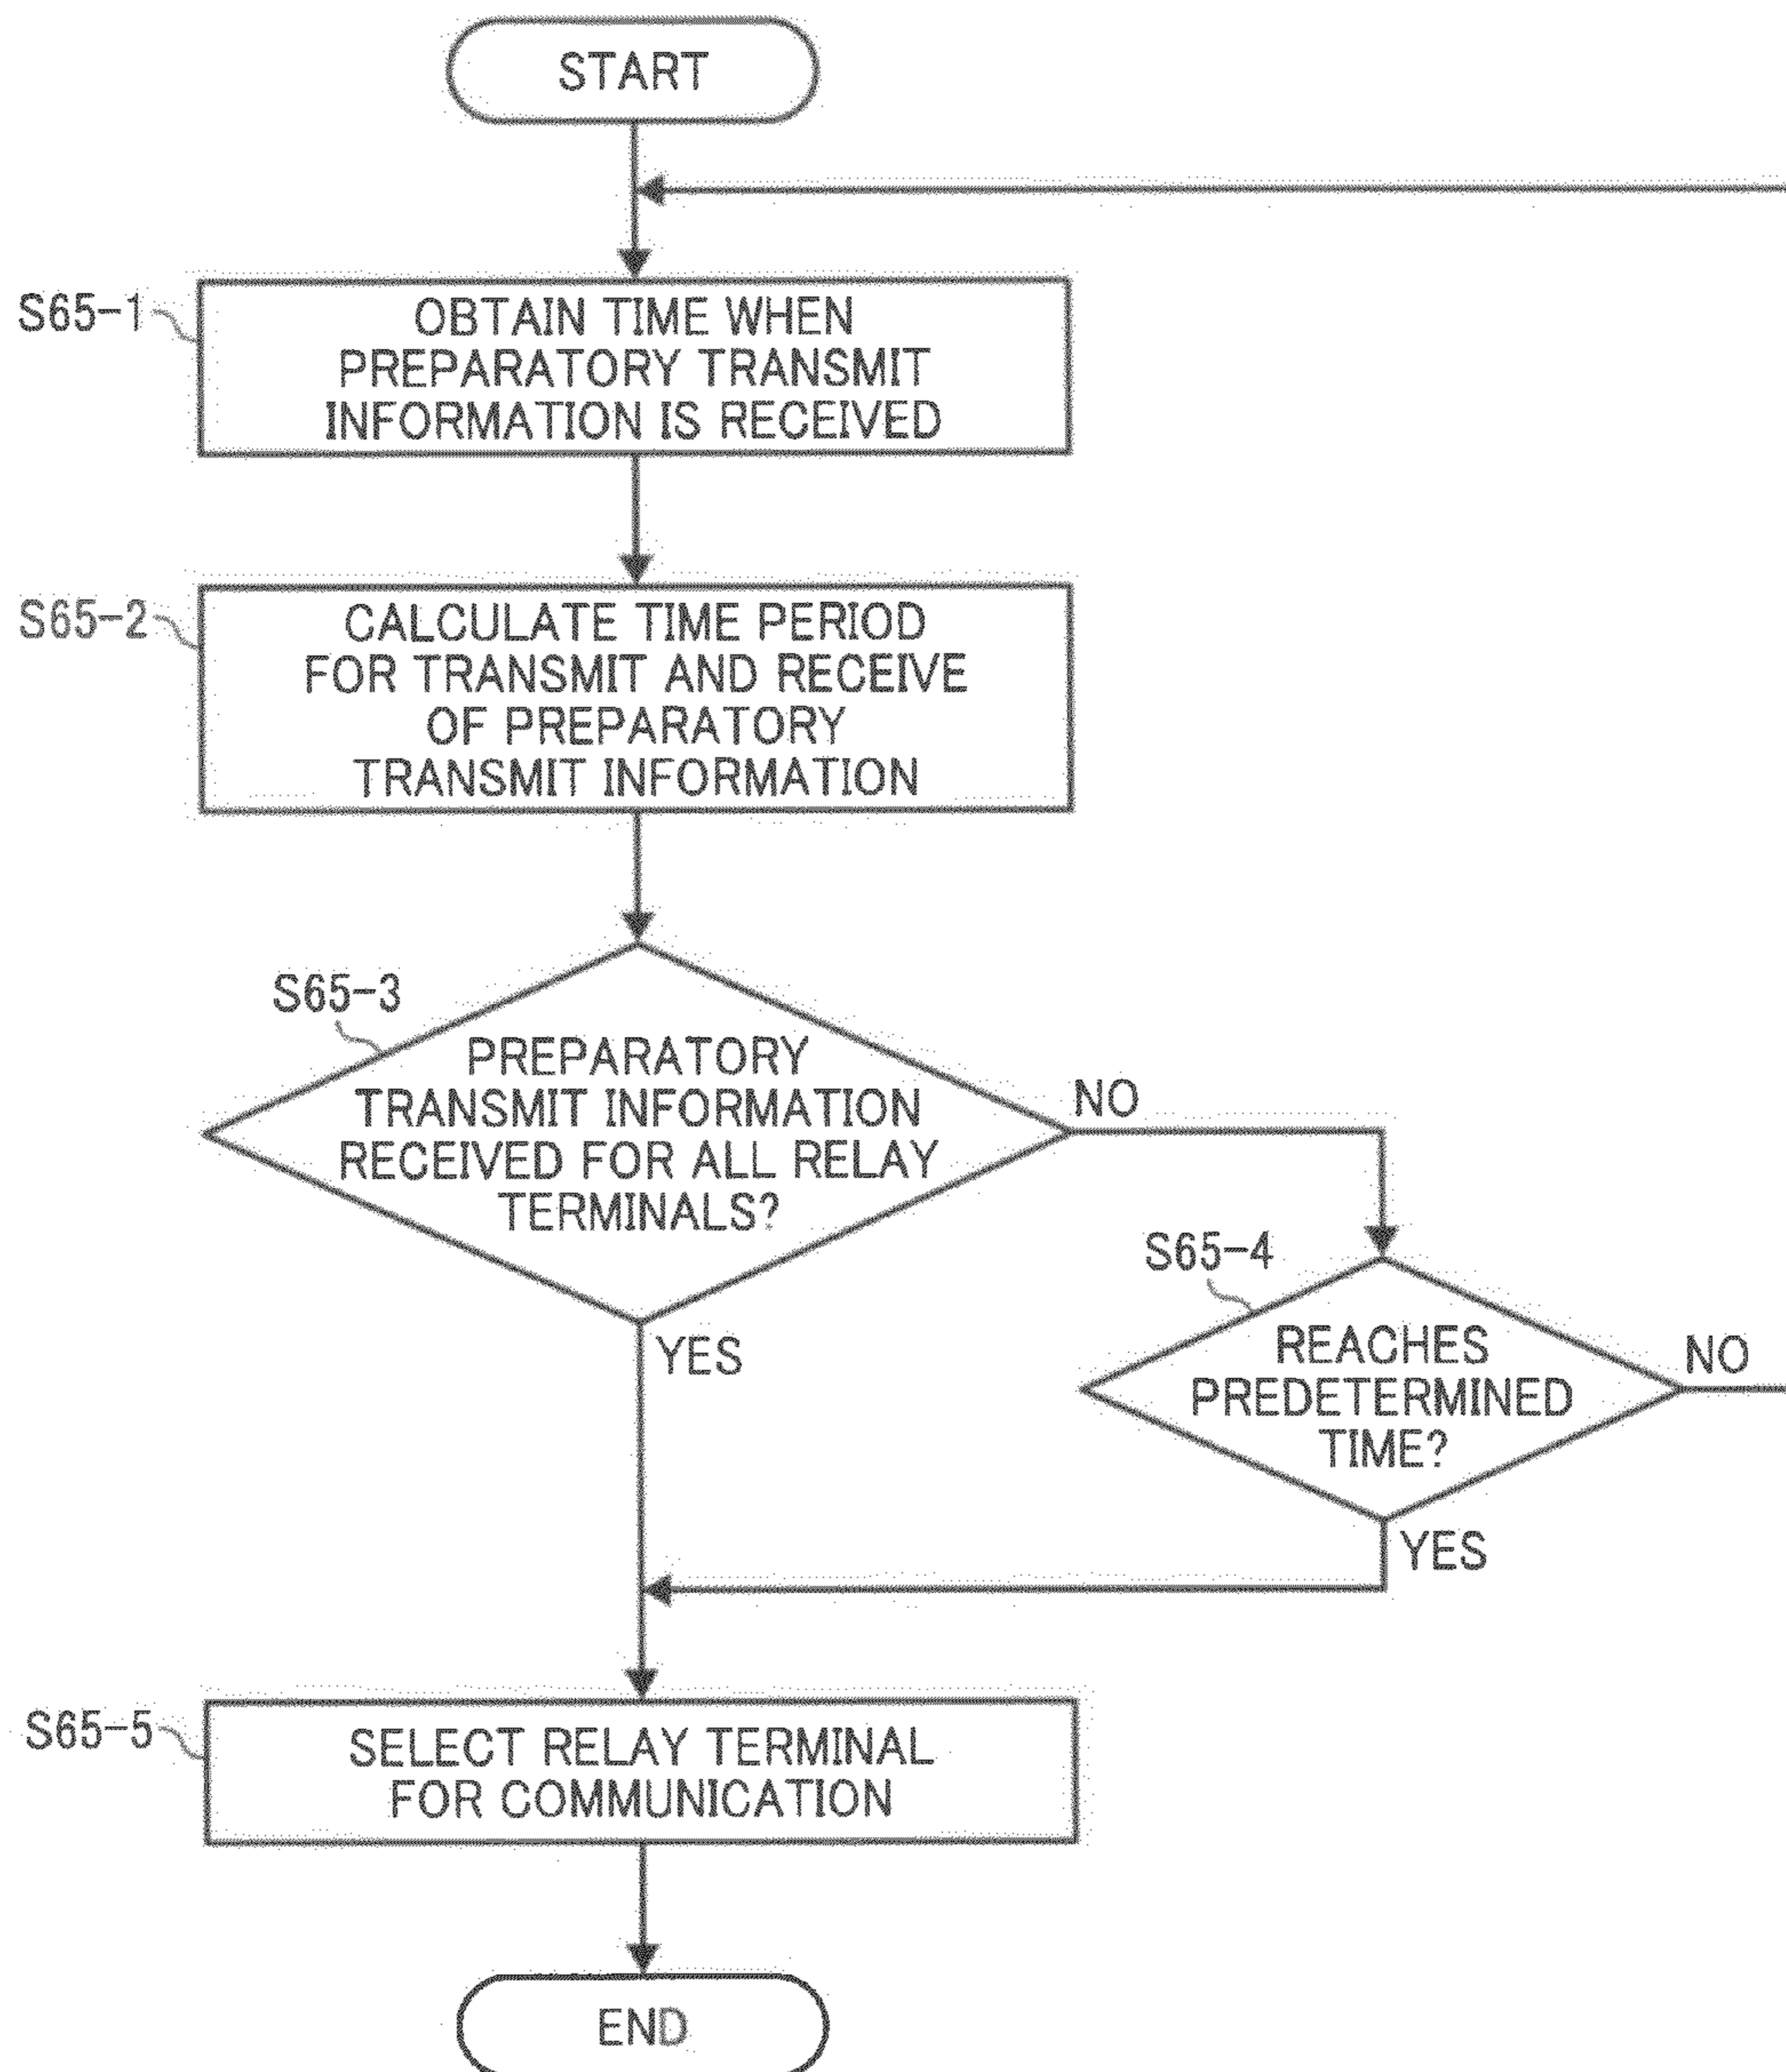 START
S65-1
OBTAIN TIME WHEN
PREPARATORY TRANSMIT
INFORMATION IS RECEIVED
S65-2
CALCULATE TIME PERIOD
FOR TRANSMIT AND RECEIVE
OF PREPARATORY
TRANSMIT INFORMATION
S65-3
PREPARATORY
TRANSMIT INFORMATION
RECEIVED FOR ALL RELAY
TERMINALS?
NO
YES
S65-4
REACHES
PREDETERMINED
TIME?
NO
YES
S65-5
SELECT RELAY TERMINAL
FOR COMMUNICATION
END